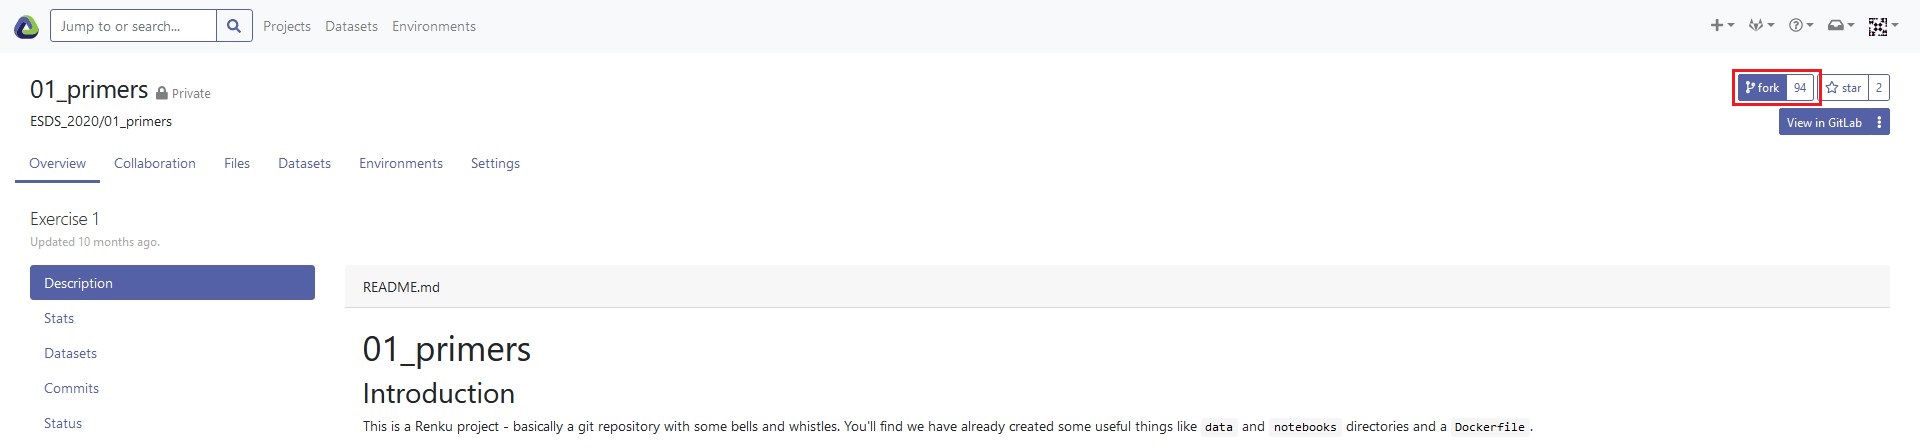 Jump to or search... Projects Datasets Environments
01_primers Private fork 94 star 2
ESDS_2020/01_primers View in GitLab
Overview Collaboration Files Datasets Environments Settings
Exercise 1
Updated 10 months ago.
Description
Stats
Datasets
Commits
Status
README.md
01_primers
Introduction
This is a Renku project - basically a git repository with some bells and whistles. You'll find we have already created some useful things like data and notebooks directories and a Dockerfile.